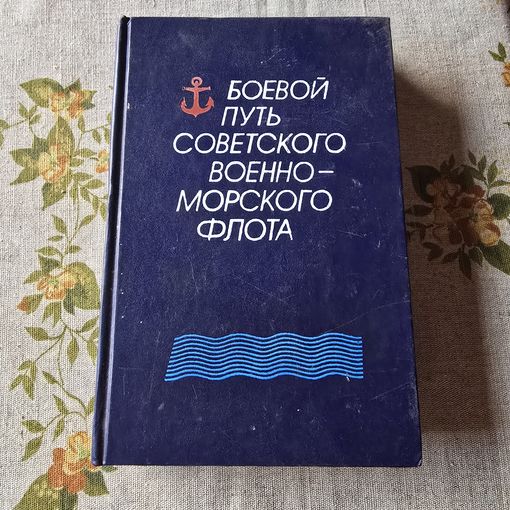 БОЕВОЙ
ПУТЬ
СОВЕТСКОГО
ВОЕННО–
МОРСКОГО
ФЛОТА